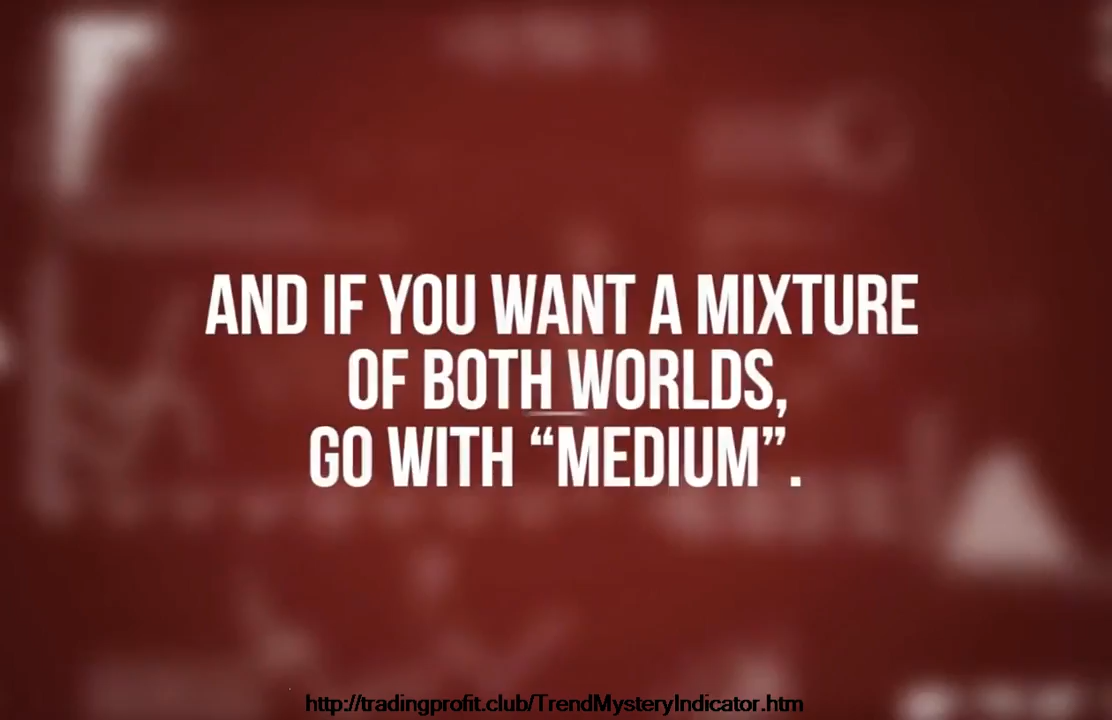 AND IF YOU WANT A MIXTURE
OF BOTH WORLDS,
GO WITH “MEDIUM”.
http://tradingprofit.club/TrendMysteryIndicator.htm